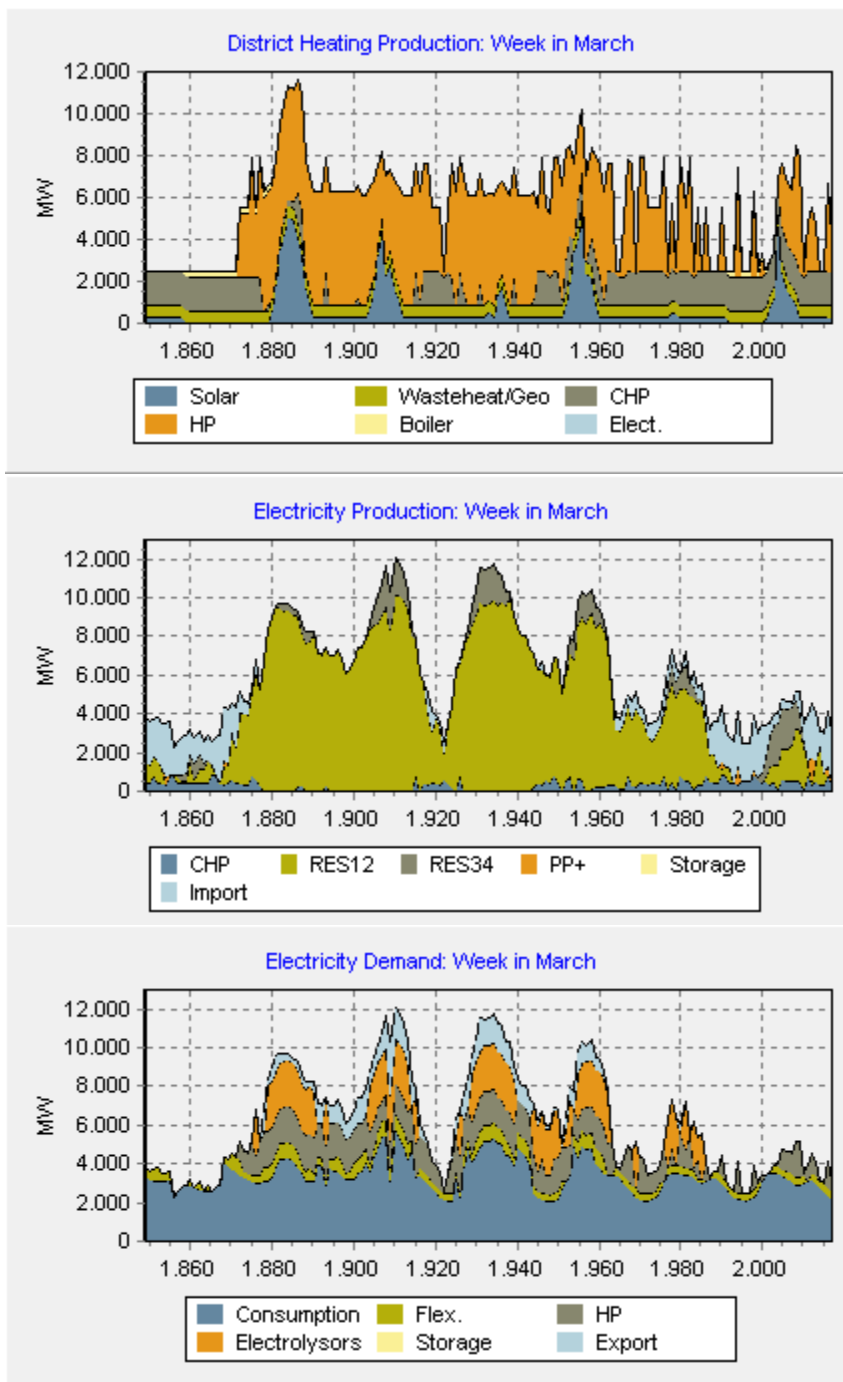 District Heating Production: Week in March
12.000
10.000
8.000
6.000
4.000
2.000
0
MW
1.860 1.880 1.900 1.920 1.940 1.960 1.980 2.000
Solar Wasteheat/Geo CHP
HP Boiler Elect.
Electricity Production: Week in March
12.000
10.000
8.000
6.000
4.000
2.000
0
MW
1.860 1.880 1.900 1.920 1.940 1.960 1.980 2.000
CHP RES12 RES34 PP+ Storage
Import
Electricity Demand: Week in March
12.000
10.000
8.000
6.000
4.000
2.000
0
MW
1.860 1.880 1.900 1.920 1.940 1.960 1.980 2.000
Consumption Flex. HP
Electrolysors Storage Export